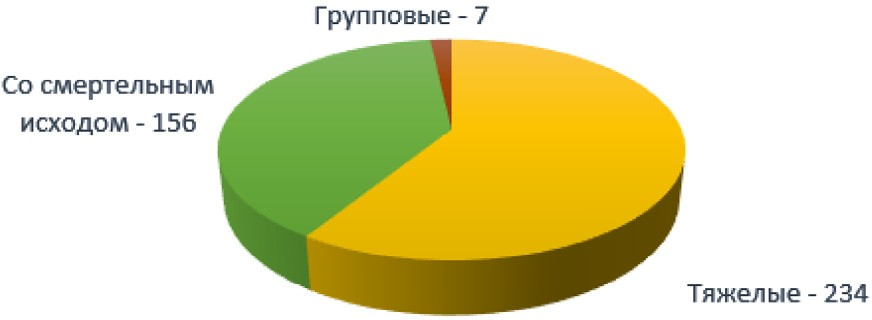 Групповые - 7
Со смертельным
исходом - 156
Тяжелые - 234